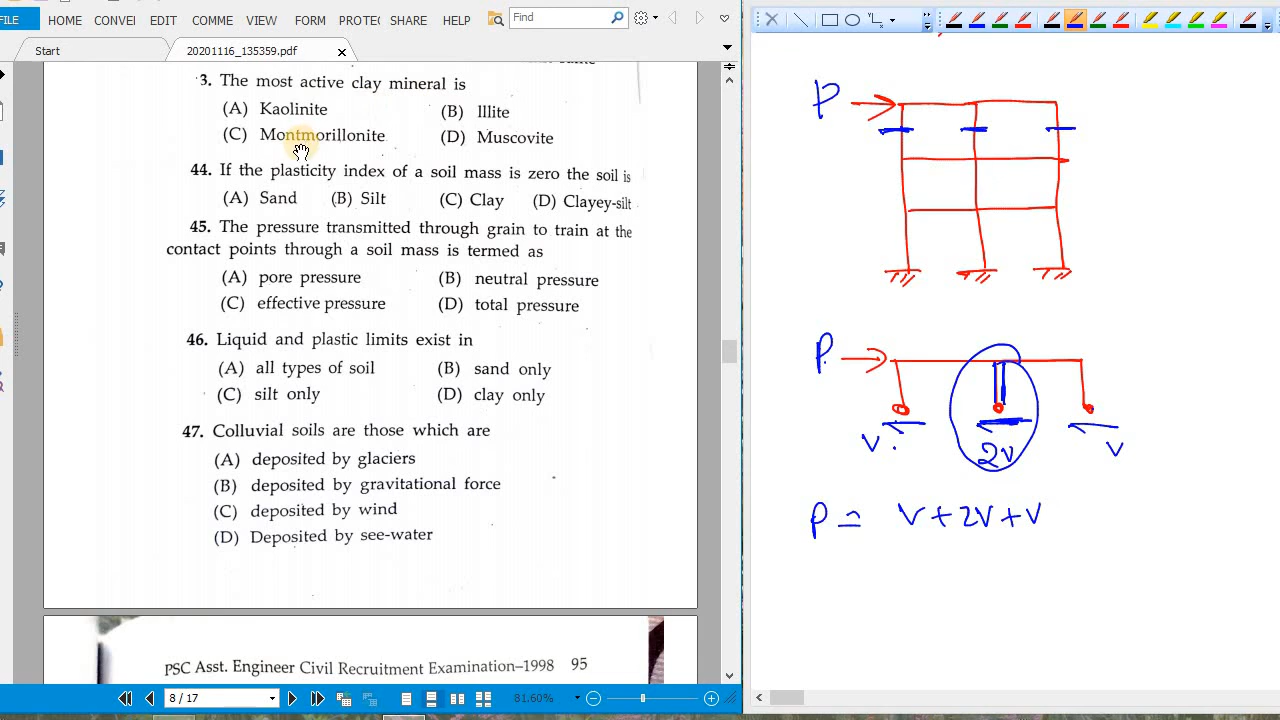 FILE HOME CONVEI EDIT COMME VIEW FORM PROTEC SHARE HELP Find
Start 20201116_135359.pdf
3. The most active clay mineral is
(A) Kaolinite (B) Illite
(C) Montmorillonite (D) Muscovite
44. If the plasticity index of a soil mass is zero the soil is
(A) Sand (B) Silt (C) Clay (D) Clayey-silt
45. The pressure transmitted through grain to train at the
contact points through a soil mass is termed as
(A) pore pressure (B) neutral pressure
(C) effective pressure (D) total pressure
46. Liquid and plastic limits exist in
(A) all types of soil (B) sand only
(C) silt only (D) clay only
47. Colluvial soils are those which are
(A) deposited by glaciers
(B) deposited by gravitational force
(C) deposited by wind
(D) Deposited by see-water
PSC Asst. Engineer Civil Recruitment Examination–1998 95
8 / 17 81.60%
P
P
V 2V V
P = V + 2V + V